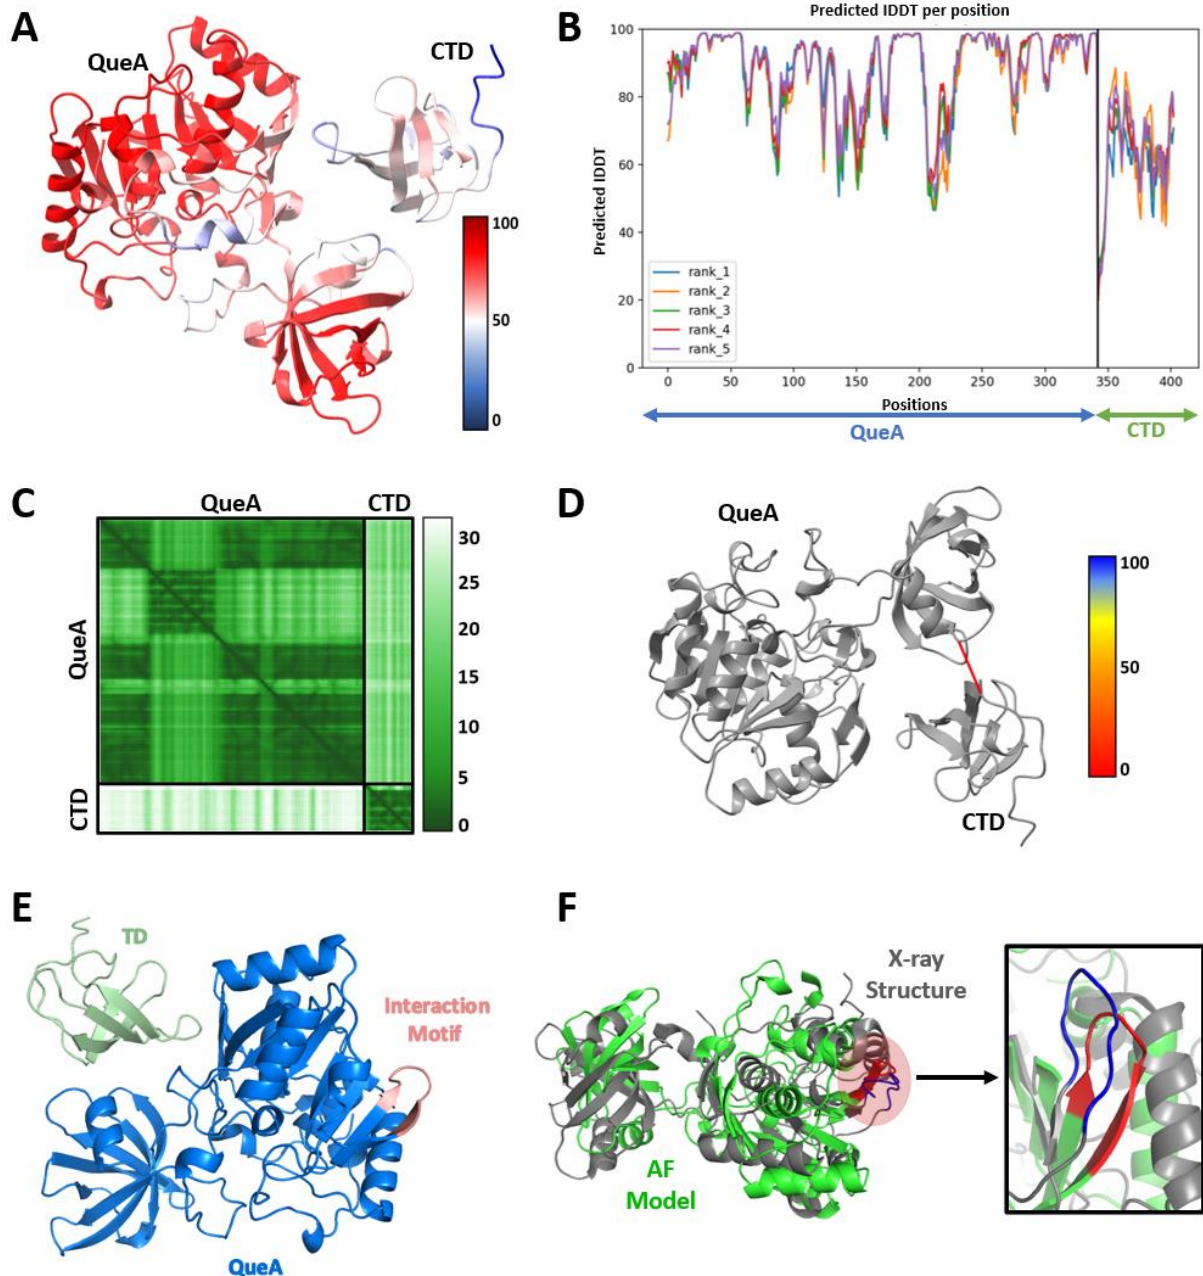 A
QueA
CTD
100
50
0
B
Predicted IDDT per position
Predicted IDDT
100
80
60
40
20
0
rank_1
rank_2
rank_3
rank_4
rank_5
0
50
100
150
200
250
300
350
400
Positions
QueA
CTD
C
QueA
CTD
QueA
CTD
30
25
20
15
10
5
0
D
QueA
CTD
100
50
0
E
TD
Interaction
Motif
QueA
F
X-ray
Structure
AF
Model